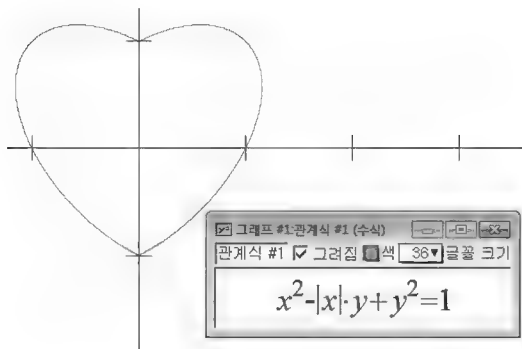 그래프 #1:관계식 #1 (수식)
관계식 #1 그려짐 색 36 글꼴 크기
x²-|x|·y+y²=1